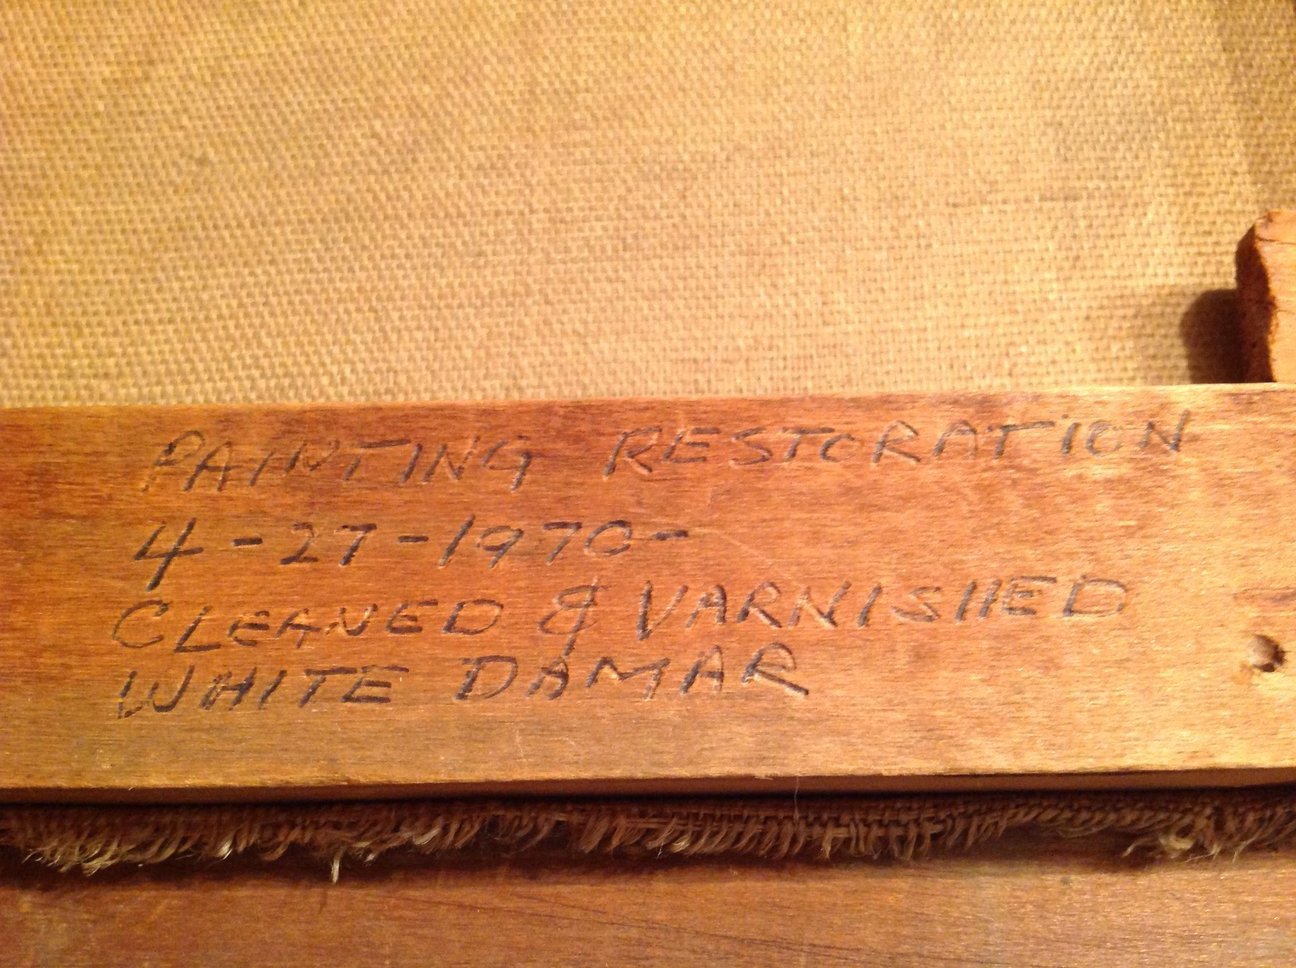 PAINTING RESTORATION
4-27-1970-
CLEANED & VARNISHED
WHITE DAMAR